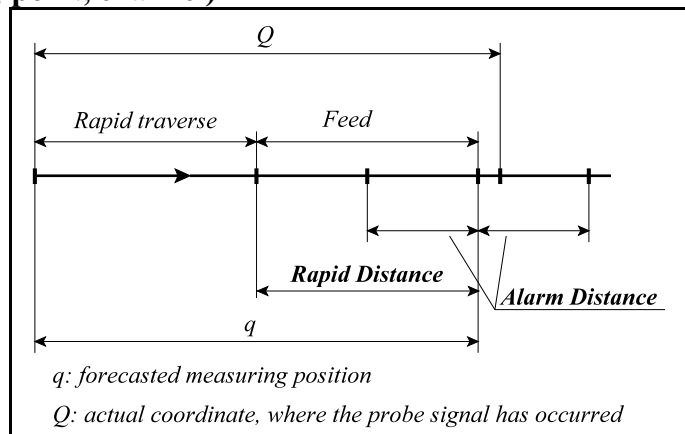 Q
Rapid traverse Feed
Rapid Distance
Alarm Distance
q
q: forecasted measuring position
Q: actual coordinate, where the probe signal has occurred